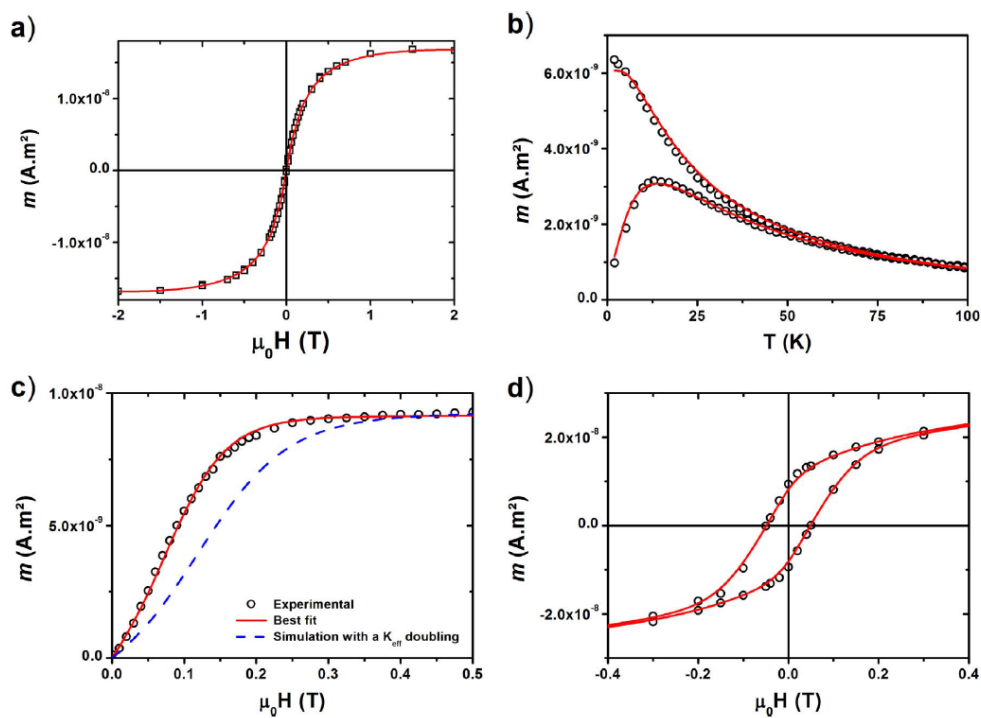 a)
1.0x10⁻⁸
0.0
-1.0x10⁻⁸
m (A.m²)
-2 -1 0 1 2
μ₀H (T)
b)
6.0x10⁻⁹
4.0x10⁻⁹
2.0x10⁻⁹
0.0
m (A.m²)
0 25 50 75 100
T (K)
c)
1.0x10⁻⁸
5.0x10⁻⁹
0.0
m (A.m²)
Experimental
Best fit
Simulation with a K_eff doubling
0.0 0.1 0.2 0.3 0.4 0.5
μ₀H (T)
d)
2.0x10⁻⁸
0.0
-2.0x10⁻⁸
m (A.m²)
-0.4 -0.2 0.0 0.2 0.4
μ₀H (T)